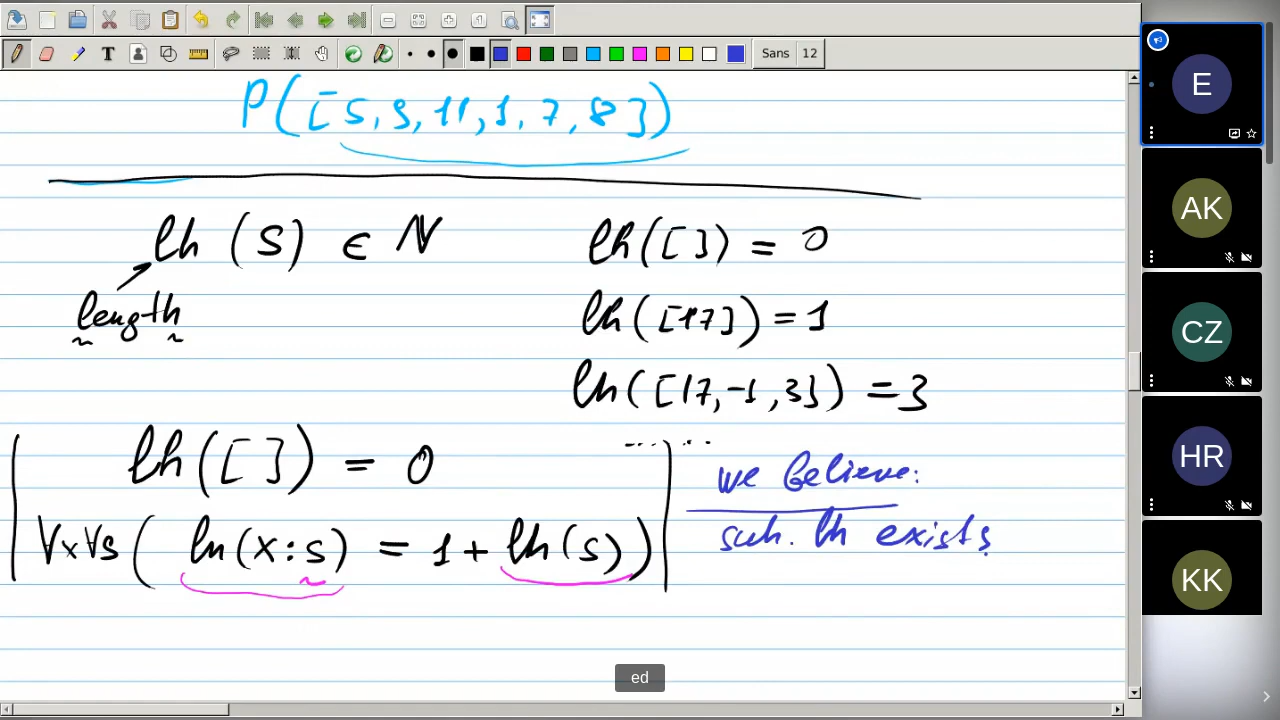 Sans 12
P([5, 9, 11, 1, 7, 8])
lh (S) ∈ N
length
lh([ ]) = 0
lh([17]) = 1
lh([17, -1, 3]) = 3
lh([ ]) = 0
∀x∀s( lh(x:s) = 1 + lh(s))
we believe:
such lh exists
ed
E
AK
CZ
HR
KK